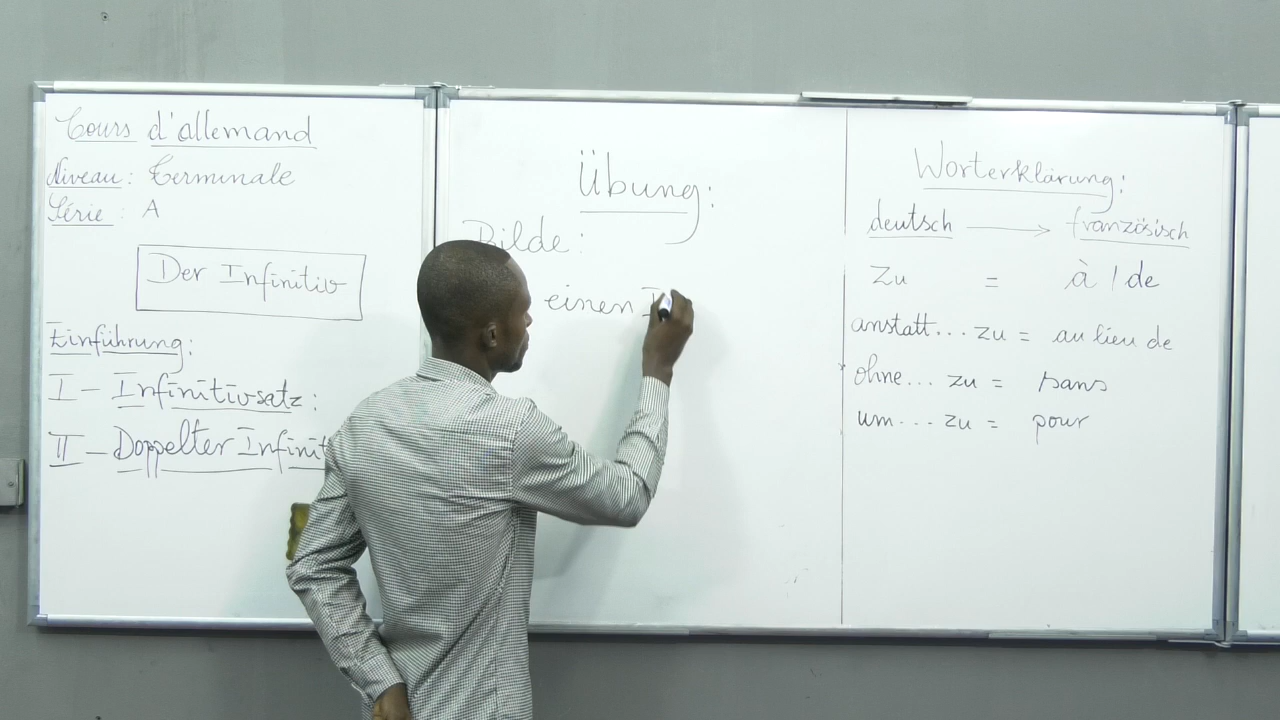 Cours d'allemand
Niveau : Terminale
Série : A
Der Infinitiv
Einführung :
I - Infinitivsatz :
II - Doppelter Infinit
Übung :
Bilde :
einen I
Worterklärung :
deutsch → französisch
zu = à / de
anstatt... zu = au lieu de
ohne... zu = sans
um... zu = pour